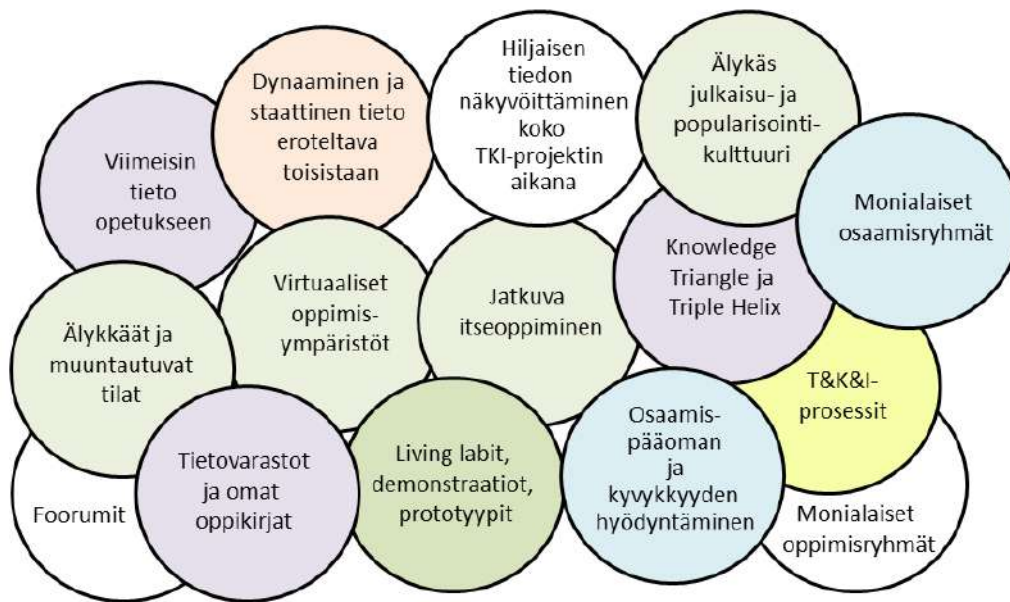 Viimeisin
tieto
opetukseen
Dynaaminen ja
staattinen tieto
eroteltava
toisistaan
Hiljaisen
tiedon
näkyvöittäminen
koko
TKI-projektin
aikana
Älykäs
julkaisu- ja
popularisointi-
kulttuuri
Monialaiset
osaamisryhmät
Älykkäät ja
muuntautuvat
tilat
Virtuaaliset
oppimis-
ympäristöt
Jatkuva
itseoppiminen
Knowledge
Triangle ja
Triple Helix
T&K&I-
prosessit
Foorumit
Tietovarastot
ja omat
oppikirjat
Living labit,
demonstraatiot,
prototyypit
Osaamis-
pääoman
ja
kyvykkyyden
hyödyntäminen
Monialaiset
oppimisryhmät